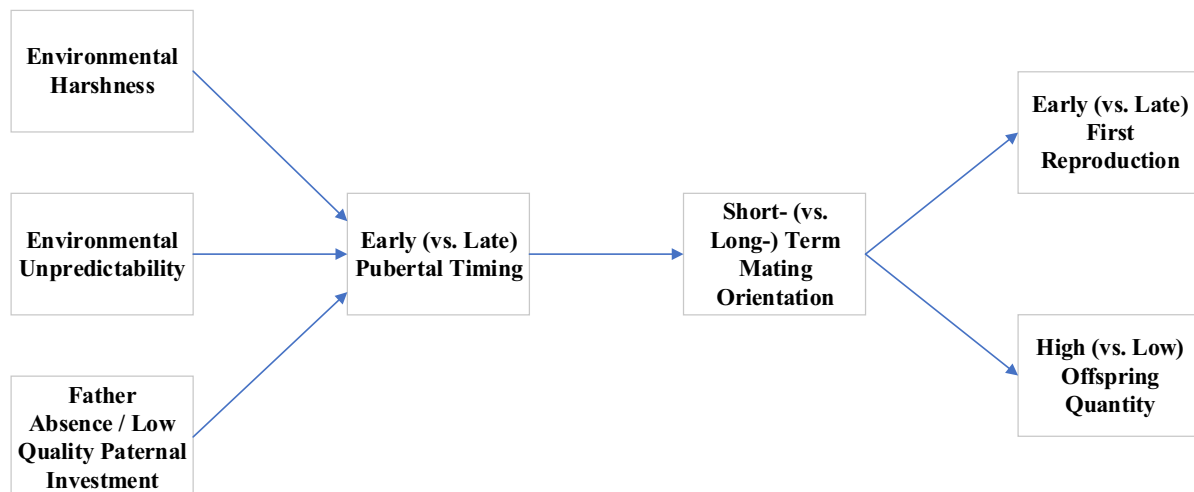 Environmental
Harshness
Environmental
Unpredictability
Father
Absence / Low
Quality Paternal
Investment
Early (vs. Late)
Pubertal Timing
Short- (vs.
Long-) Term
Mating
Orientation
Early (vs. Late)
First
Reproduction
High (vs. Low)
Offspring
Quantity